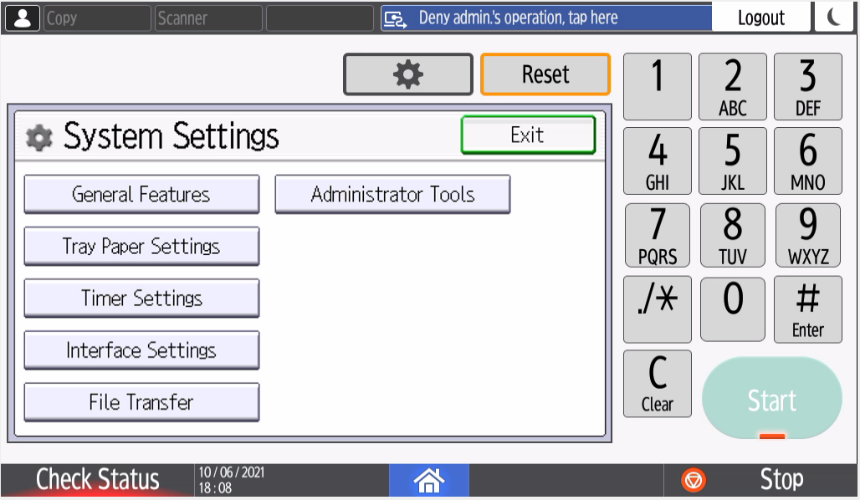 Copy
Scanner
Deny admin.'s operation, tap here
Logout
Reset
System Settings
Exit
General Features
Administrator Tools
Tray Paper Settings
Timer Settings
Interface Settings
File Transfer
1
2
ABC
3
DEF
4
GHI
5
JKL
6
MNO
7
PQRS
8
TUV
9
WXYZ
./*
0
#
Enter
C
Clear
Start
Check Status
10 / 06 / 2021
18 : 08
Stop